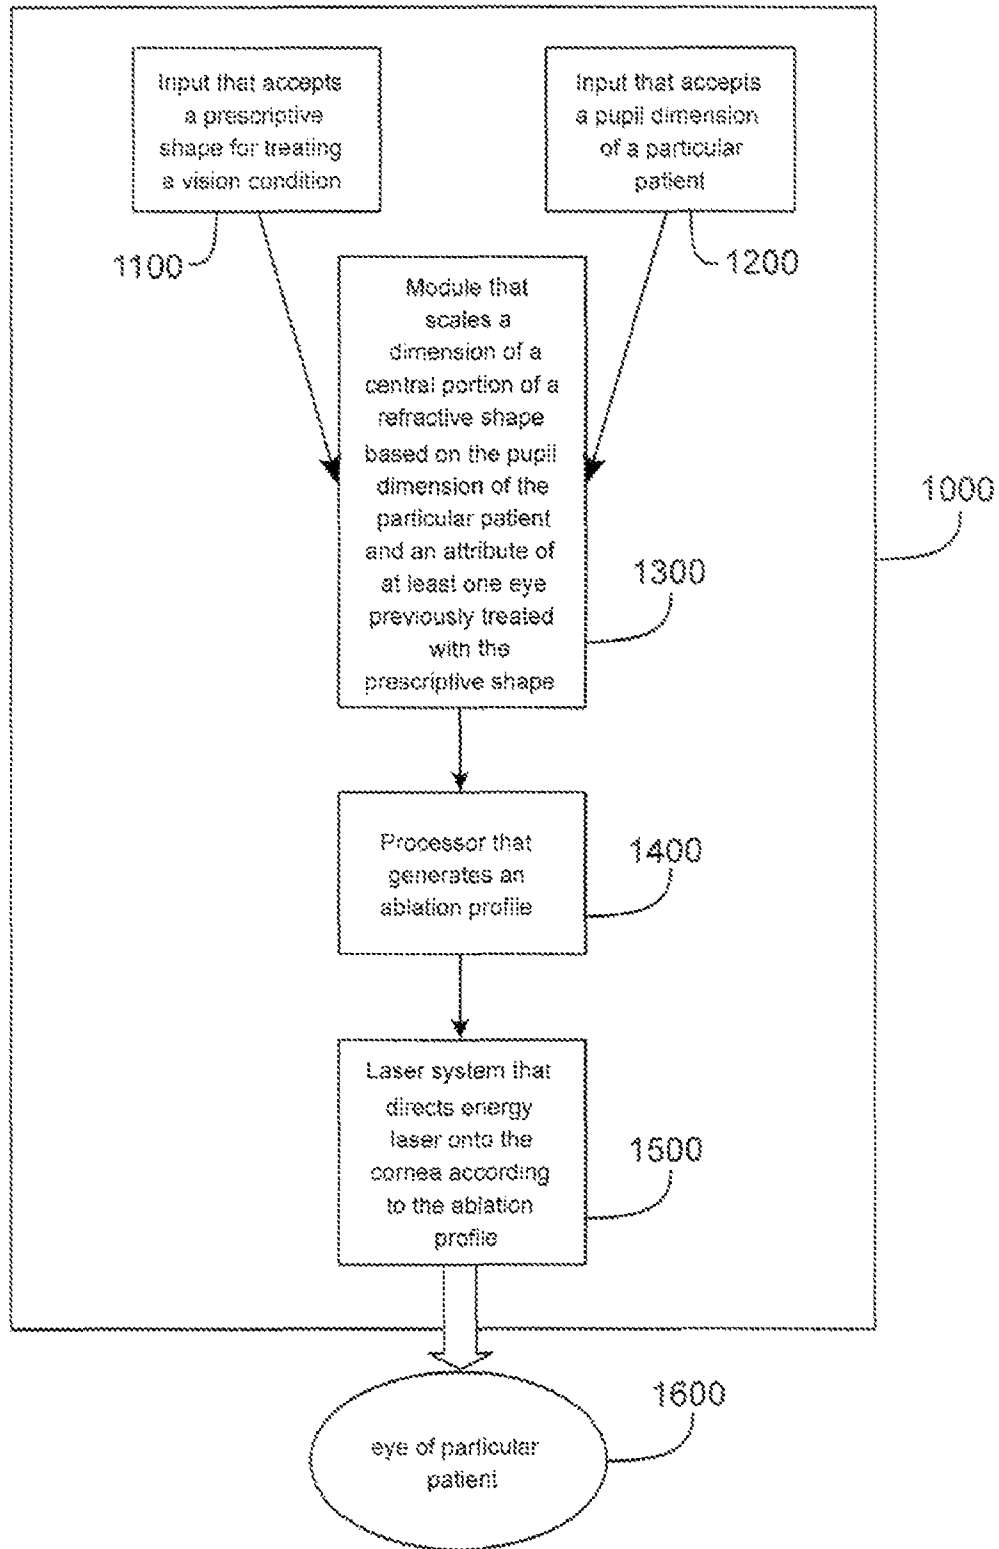 Input that accepts
a prescriptive
shape for treating
a vision condition
Input that accepts
a pupil dimension
of a particular
patient
1100
1200
Module that
scales a
dimension of a
central portion of a
refractive shape
based on the pupil
dimension of the
particular patient
and an attribute of
at least one eye
previously treated
with the
prescriptive shape
1000
1300
Processor that
generates an
ablation profile
1400
Laser system that
directs energy
laser onto the
cornea according
to the ablation
profile
1500
eye of particular
patient
1600